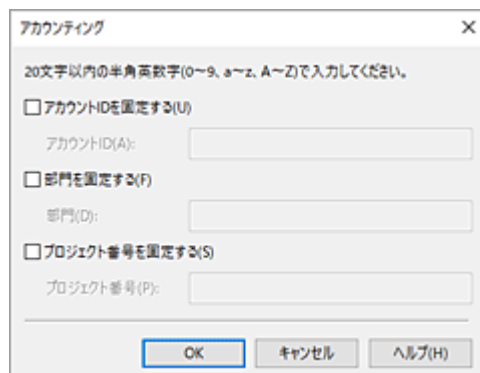 アカウンティング
20文字以内の半角英数字(0～9、a～z、A～Z)で入力してください。
アカウントIDを固定する(U)
アカウントID(A):
部門を固定する(F)
部門(D):
プロジェクト番号を固定する(S)
プロジェクト番号(P):
OK キャンセル ヘルプ(H)